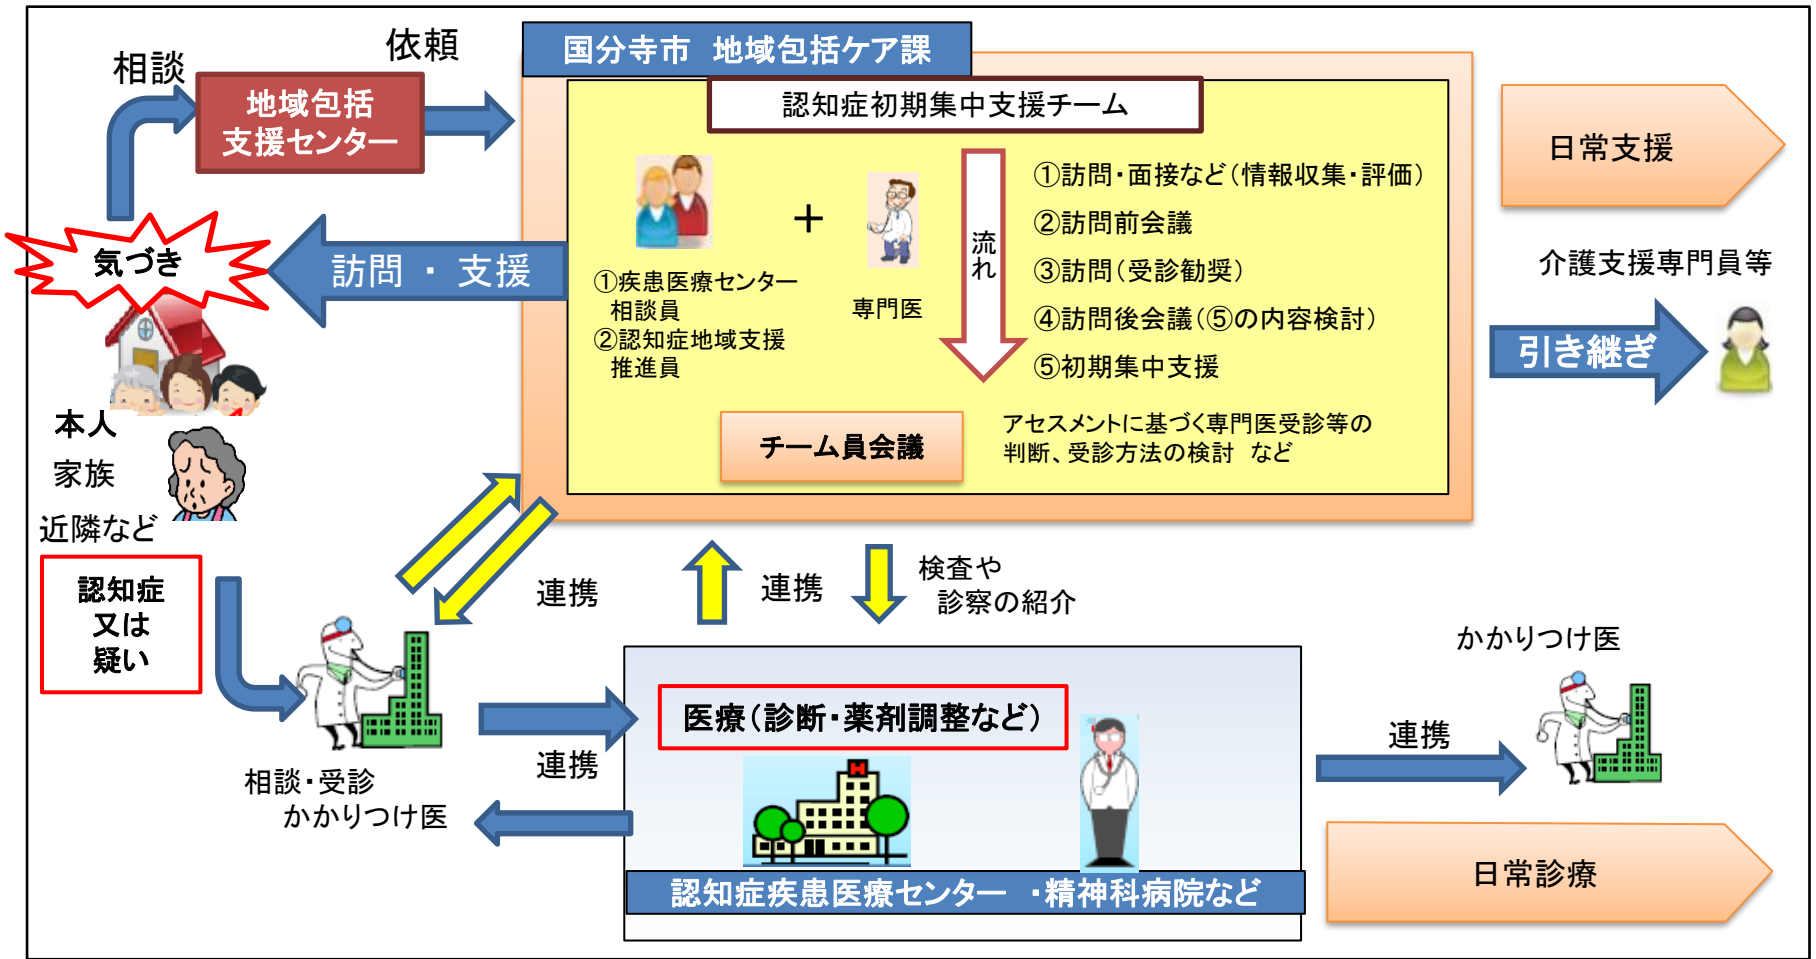 相談
依頼
国分寺市 地域包括ケア課
地域包括
支援センター
認知症初期集中支援チーム
日常支援
①訪問・面接など（情報収集・評価）
②訪問前会議
③訪問（受診勧奨）
④訪問後会議（⑤の内容検討）
⑤初期集中支援
流れ
＋
気づき
訪問 ・ 支援
①疾患医療センター
相談員
②認知症地域支援
推進員
専門医
介護支援専門員等
引き継ぎ
チーム員会議
アセスメントに基づく専門医受診等の
判断、受診方法の検討 など
本人
家族
近隣など
認知症
又は
疑い
連携
連携
検査や
診察の紹介
かかりつけ医
医療（診断・薬剤調整など）
連携
連携
相談・受診
かかりつけ医
H
認知症疾患医療センター ・精神科病院など
日常診療